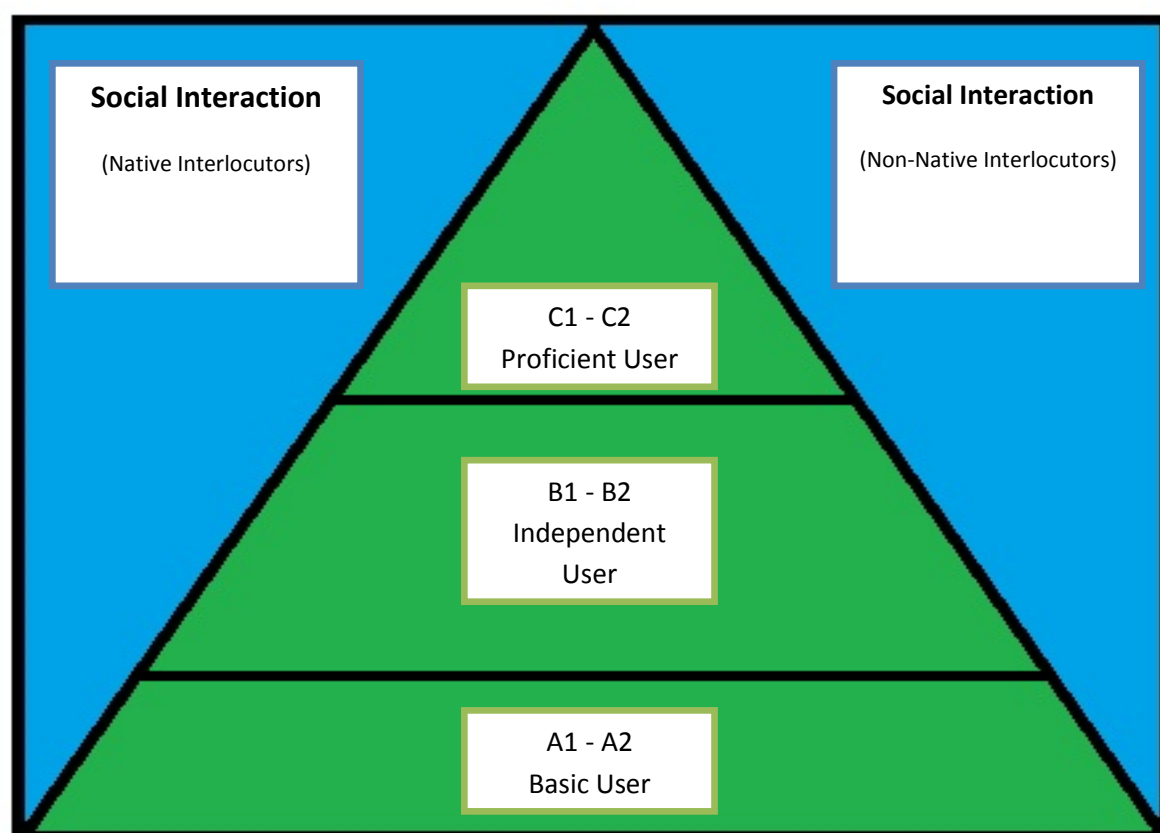 Social Interaction
(Native Interlocutors)
Social Interaction
(Non-Native Interlocutors)
C1 - C2
Proficient User
B1 - B2
Independent
User
A1 - A2
Basic User